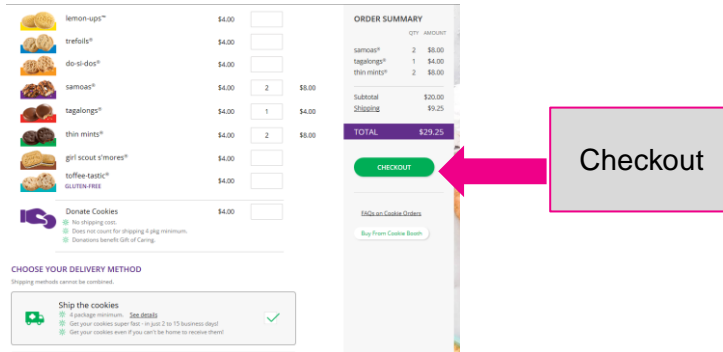 lemon-ups™ $4.00
trefoils® $4.00
do-si-dos® $4.00
samoas® $4.00 2 $8.00
tagalongs® $4.00 1 $4.00
thin mints® $4.00 2 $8.00
girl scout s'mores® $4.00
toffee-tastic® $4.00
GLUTEN-FREE
Donate Cookies $4.00
No shipping cost.
Does not count for shipping 4 pkg minimum.
Donations benefit Gift of Caring.
CHOOSE YOUR DELIVERY METHOD
Shipping methods cannot be combined.
Ship the cookies
4 package minimum. See details
Get your cookies super fast - in just 2 to 15 business days!
Get your cookies even if you can't be home to receive them!
ORDER SUMMARY
QTY AMOUNT
samoas® 2 $8.00
tagalongs® 1 $4.00
thin mints® 2 $8.00
Subtotal $20.00
Shipping $9.25
TOTAL $29.25
CHECKOUT
FAQs on Cookie Orders
Buy From Cookie Booth
Checkout